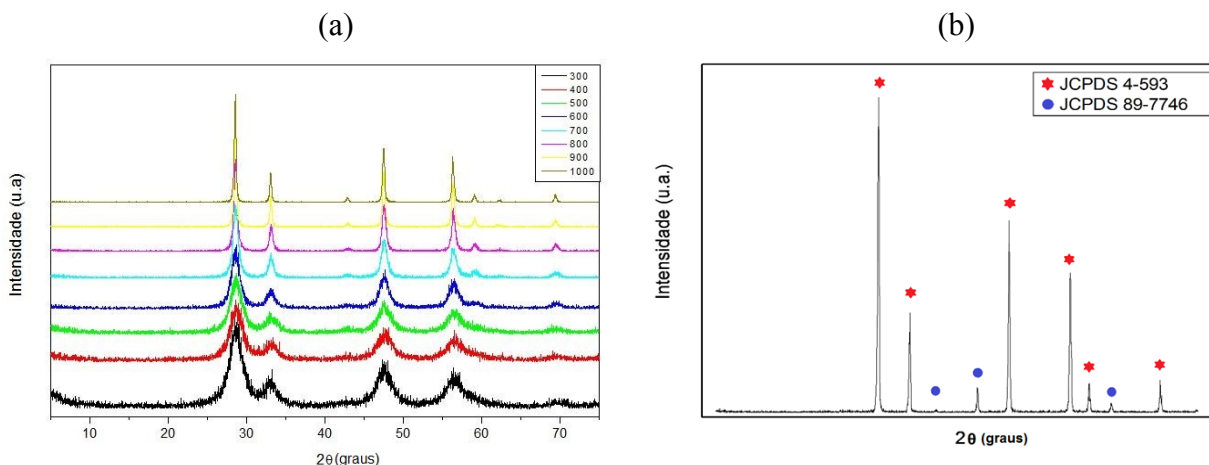 (a)
(b)
Intensidade (u.a)
300
400
500
600
700
800
900
1000
10
20
30
40
50
60
70
2θ(graus)
Intensidade (u.a.)
JCPDS 4-593
JCPDS 89-7746
2θ (graus)